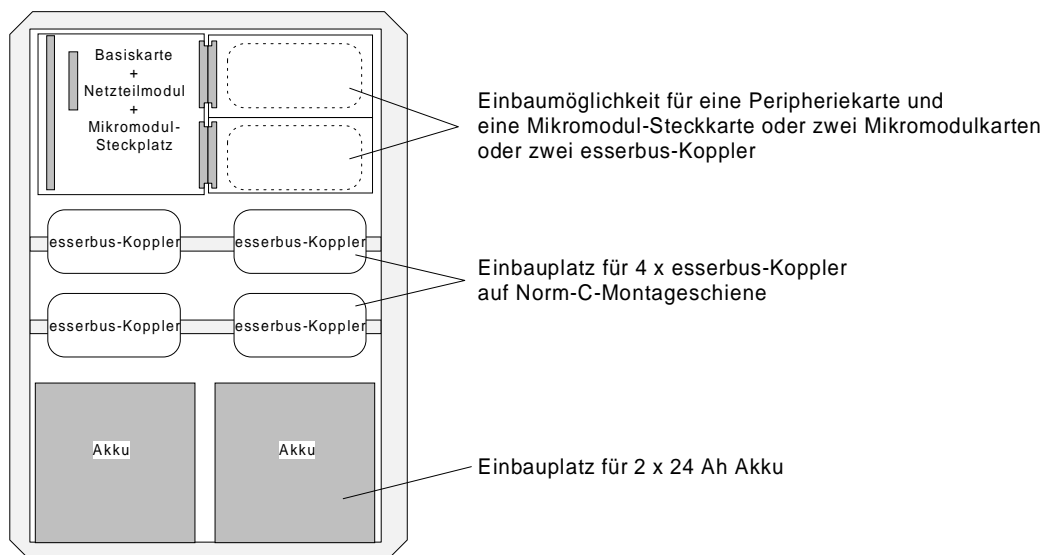 Basiskarte
+
Netzteilmodul
+
Mikromodul-
Steckplatz
Einbaumöglichkeit für eine Peripheriekarte und
eine Mikromodul-Steckkarte oder zwei Mikromodulkarten
oder zwei esserbus-Koppler
esserbus-Koppler
esserbus-Koppler
Einbauplatz für 4 x esserbus-Koppler
auf Norm-C-Montageschiene
esserbus-Koppler
esserbus-Koppler
Akku
Akku
Einbauplatz für 2 x 24 Ah Akku